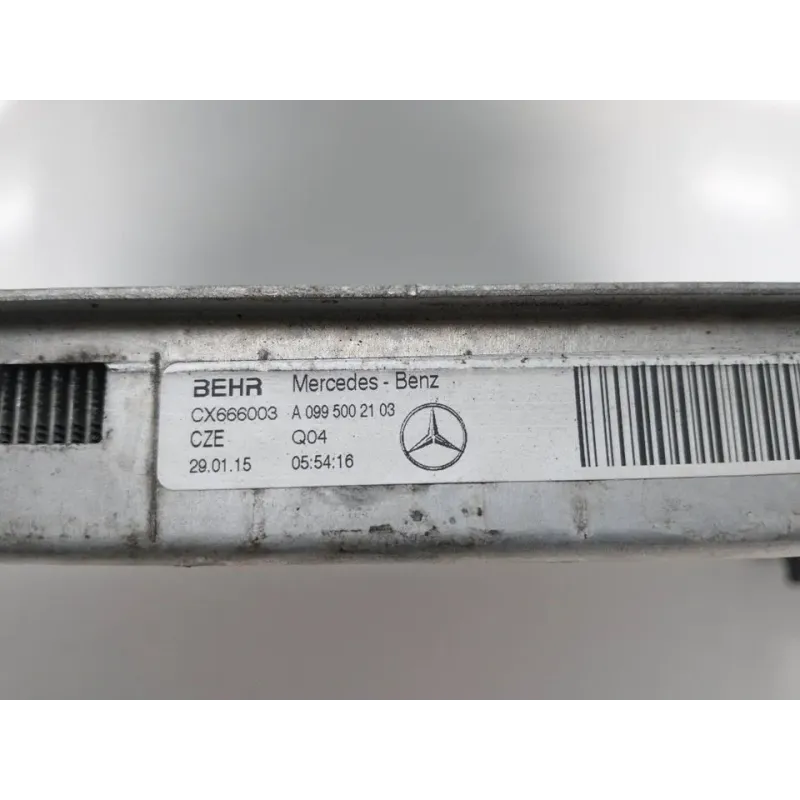 BEHR Mercedes-Benz
CX666003 A 099 500 21 03
CZE Q04
29.01.15 05:54:16